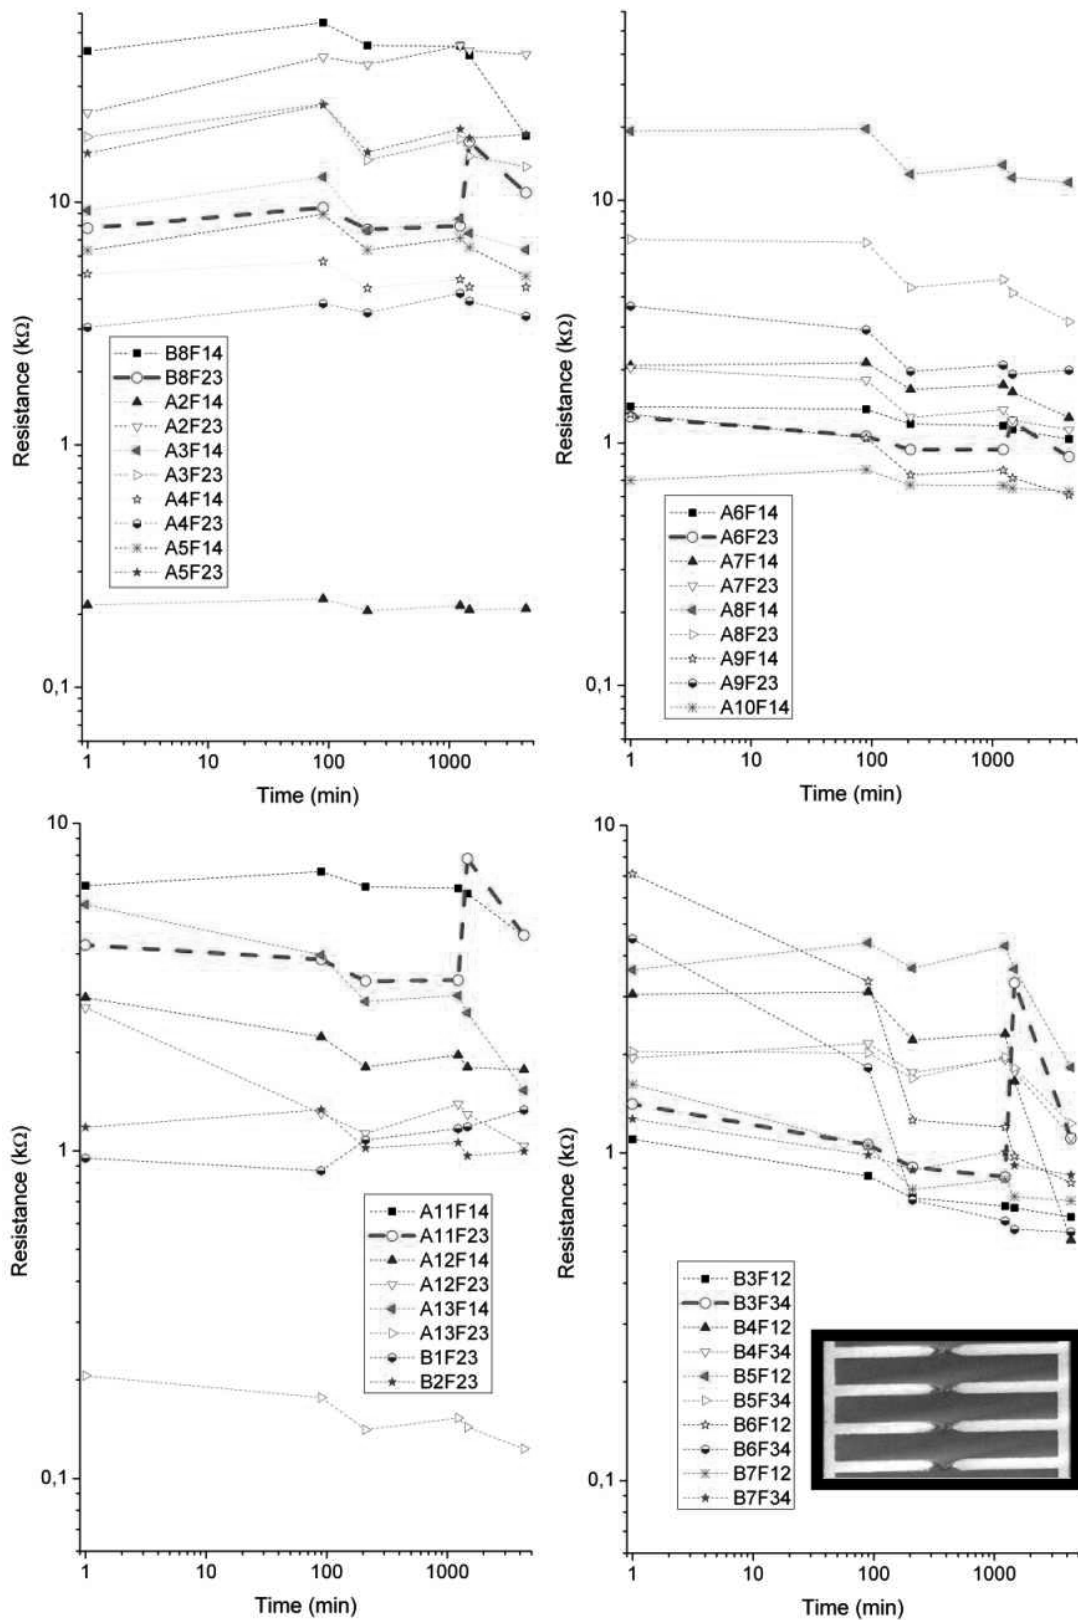 10
1
0,1
Resistance (kΩ)
B8F14
B8F23
A2F14
A2F23
A3F14
A3F23
A4F14
A4F23
A5F14
A5F23
1 10 100 1000
Time (min)
10
1
0,1
Resistance (kΩ)
A6F14
A6F23
A7F14
A7F23
A8F14
A8F23
A9F14
A9F23
A10F14
1 10 100 1000
Time (min)
10
1
0,1
Resistance (kΩ)
A11F14
A11F23
A12F14
A12F23
A13F14
A13F23
B1F23
B2F23
1 10 100 1000
Time (min)
10
1
0,1
Resistance (kΩ)
B3F12
B3F34
B4F12
B4F34
B5F12
B5F34
B6F12
B6F34
B7F12
B7F34
1 10 100 1000
Time (min)